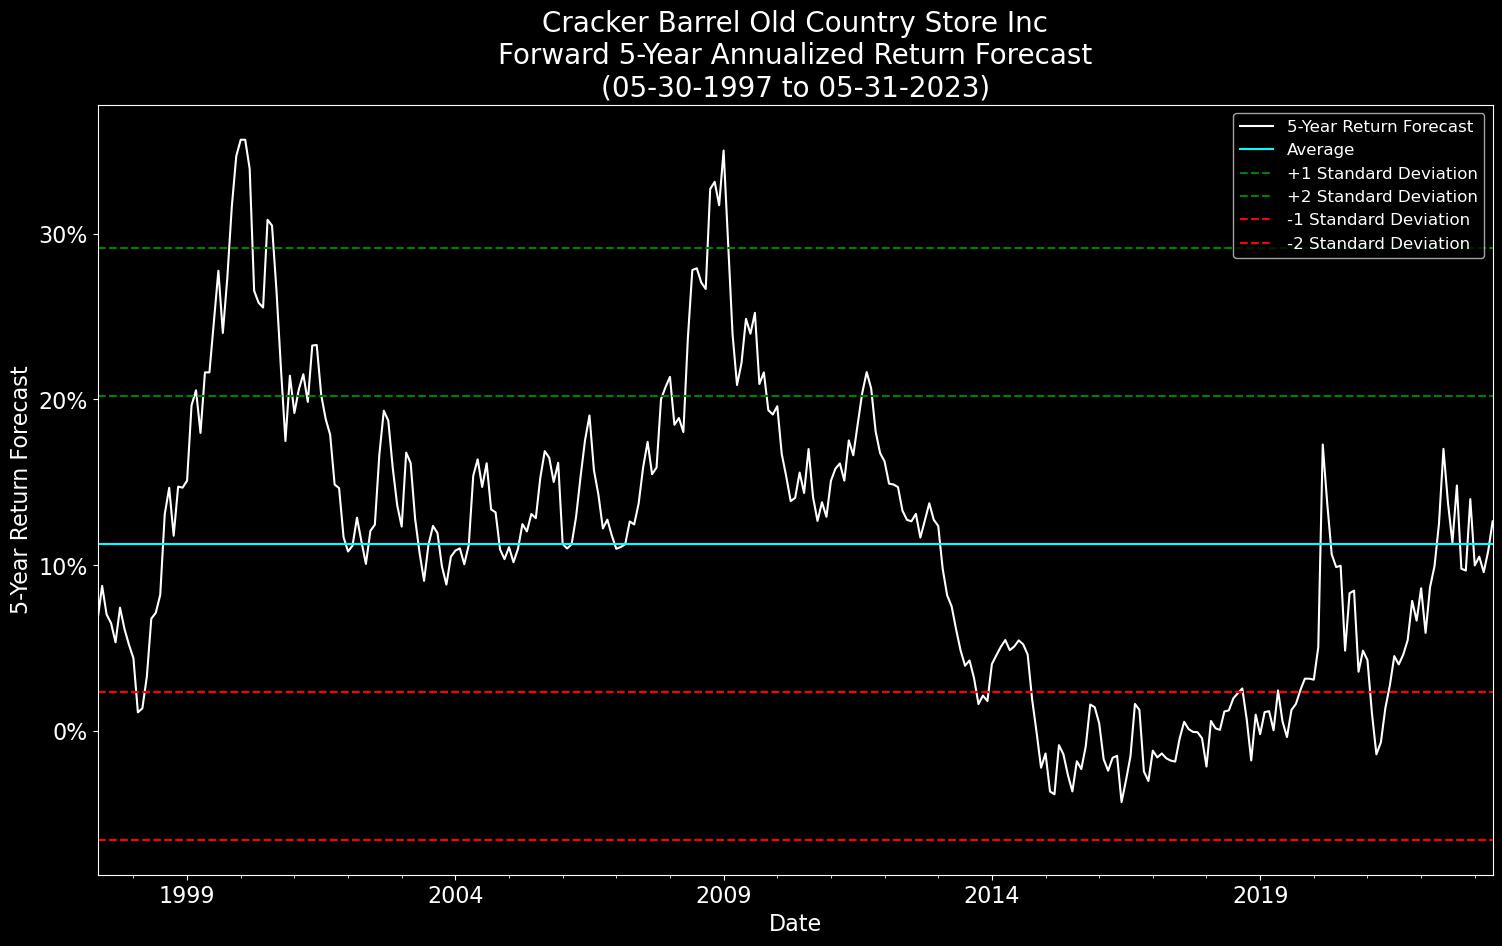 Cracker Barrel Old Country Store Inc
Forward 5-Year Annualized Return Forecast
(05-30-1997 to 05-31-2023)
5-Year Return Forecast
Average
+1 Standard Deviation
+2 Standard Deviation
-1 Standard Deviation
-2 Standard Deviation
5-Year Return Forecast
30%
20%
10%
0%
1999
2004
2009
2014
2019
Date